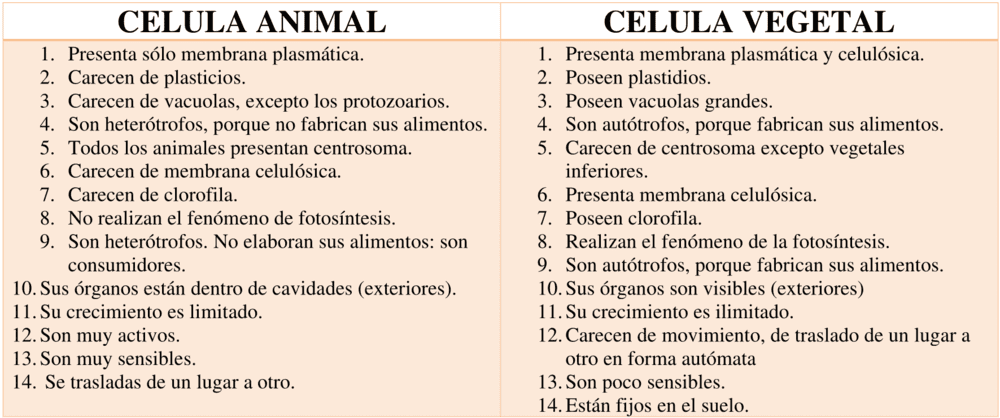 CELULA ANIMAL
1. Presenta sólo membrana plasmática.
2. Carecen de plasticios.
3. Carecen de vacuolas, excepto los protozoarios.
4. Son heterótrofos, porque no fabrican sus alimentos.
5. Todos los animales presentan centrosoma.
6. Carecen de membrana celulósica.
7. Carecen de clorofila.
8. No realizan el fenómeno de fotosíntesis.
9. Son heterótrofos. No elaboran sus alimentos: son
consumidores.
10. Sus órganos están dentro de cavidades (exteriores).
11. Su crecimiento es limitado.
12. Son muy activos.
13. Son muy sensibles.
14. Se trasladas de un lugar a otro.
CELULA VEGETAL
1. Presenta membrana plasmática y celulósica.
2. Poseen plastidios.
3. Poseen vacuolas grandes.
4. Son autótrofos, porque fabrican sus alimentos.
5. Carecen de centrosoma excepto vegetales
inferiores.
6. Presenta membrana celulósica.
7. Poseen clorofila.
8. Realizan el fenómeno de la fotosíntesis.
9. Son autótrofos, porque fabrican sus alimentos.
10. Sus órganos son visibles (exteriores)
11. Su crecimiento es ilimitado.
12. Carecen de movimiento, de traslado de un lugar a
otro en forma autómata
13. Son poco sensibles.
14. Están fijos en el suelo.